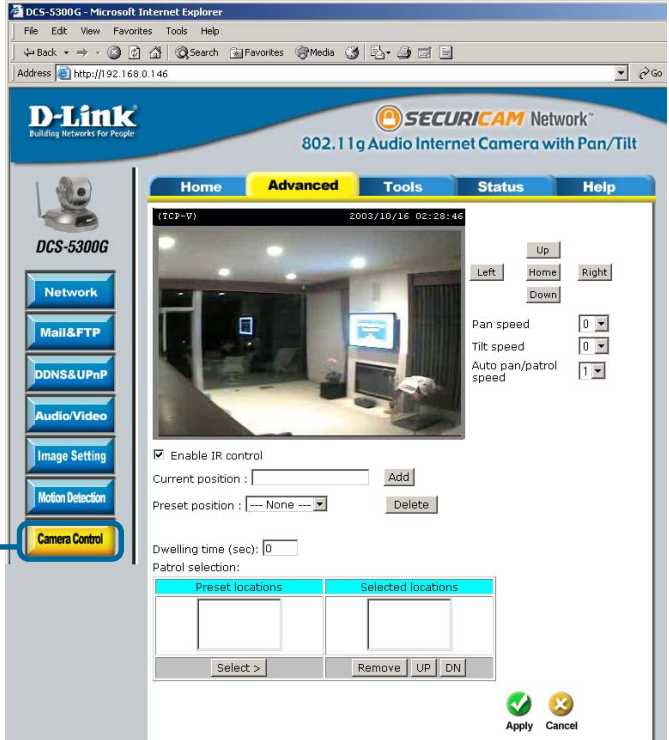 DCS-5300G - Microsoft Internet Explorer
File Edit View Favorites Tools Help
Back Search Favorites Media
Address http://192.168.0.146 Go
D-Link
Building Networks for People
SECURICAM Network™
802.11g Audio Internet Camera with Pan/Tilt
Home Advanced Tools Status Help
DCS-5300G
Network
Mail&FTP
DDNS&UPnP
Audio/Video
Image Setting
Motion Detection
Camera Control
(TCP-V) 2003/10/16 02:28:46
Up
Left Home Right
Down
Pan speed 0
Tilt speed 0
Auto pan/patrol
speed 1
Enable IR control
Current position : Add
Preset position : --- None --- Delete
Dwelling time (sec): 0
Patrol selection:
Preset locations Selected locations
Select > Remove UP DN
Apply Cancel